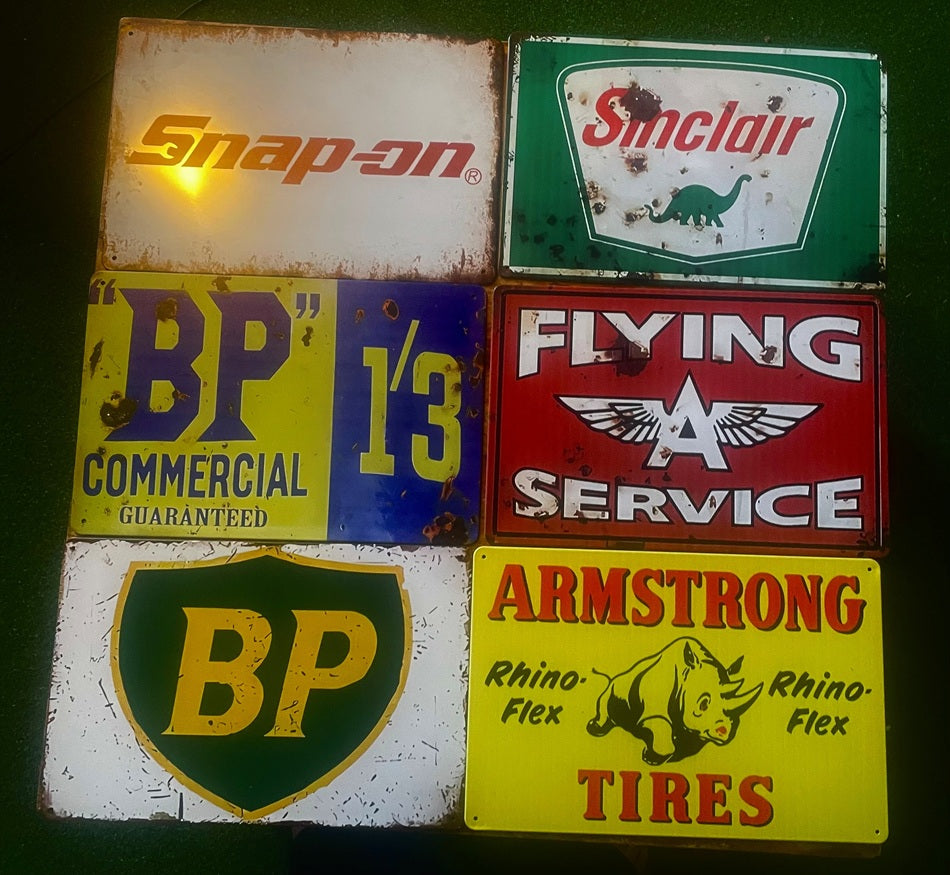 Snap-on®
Sinclair
"BP"
1/3
COMMERCIAL
GUARANTEED
FLYING
A
SERVICE
BP
ARMSTRONG
Rhino-
Flex
Rhino-
Flex
TIRES